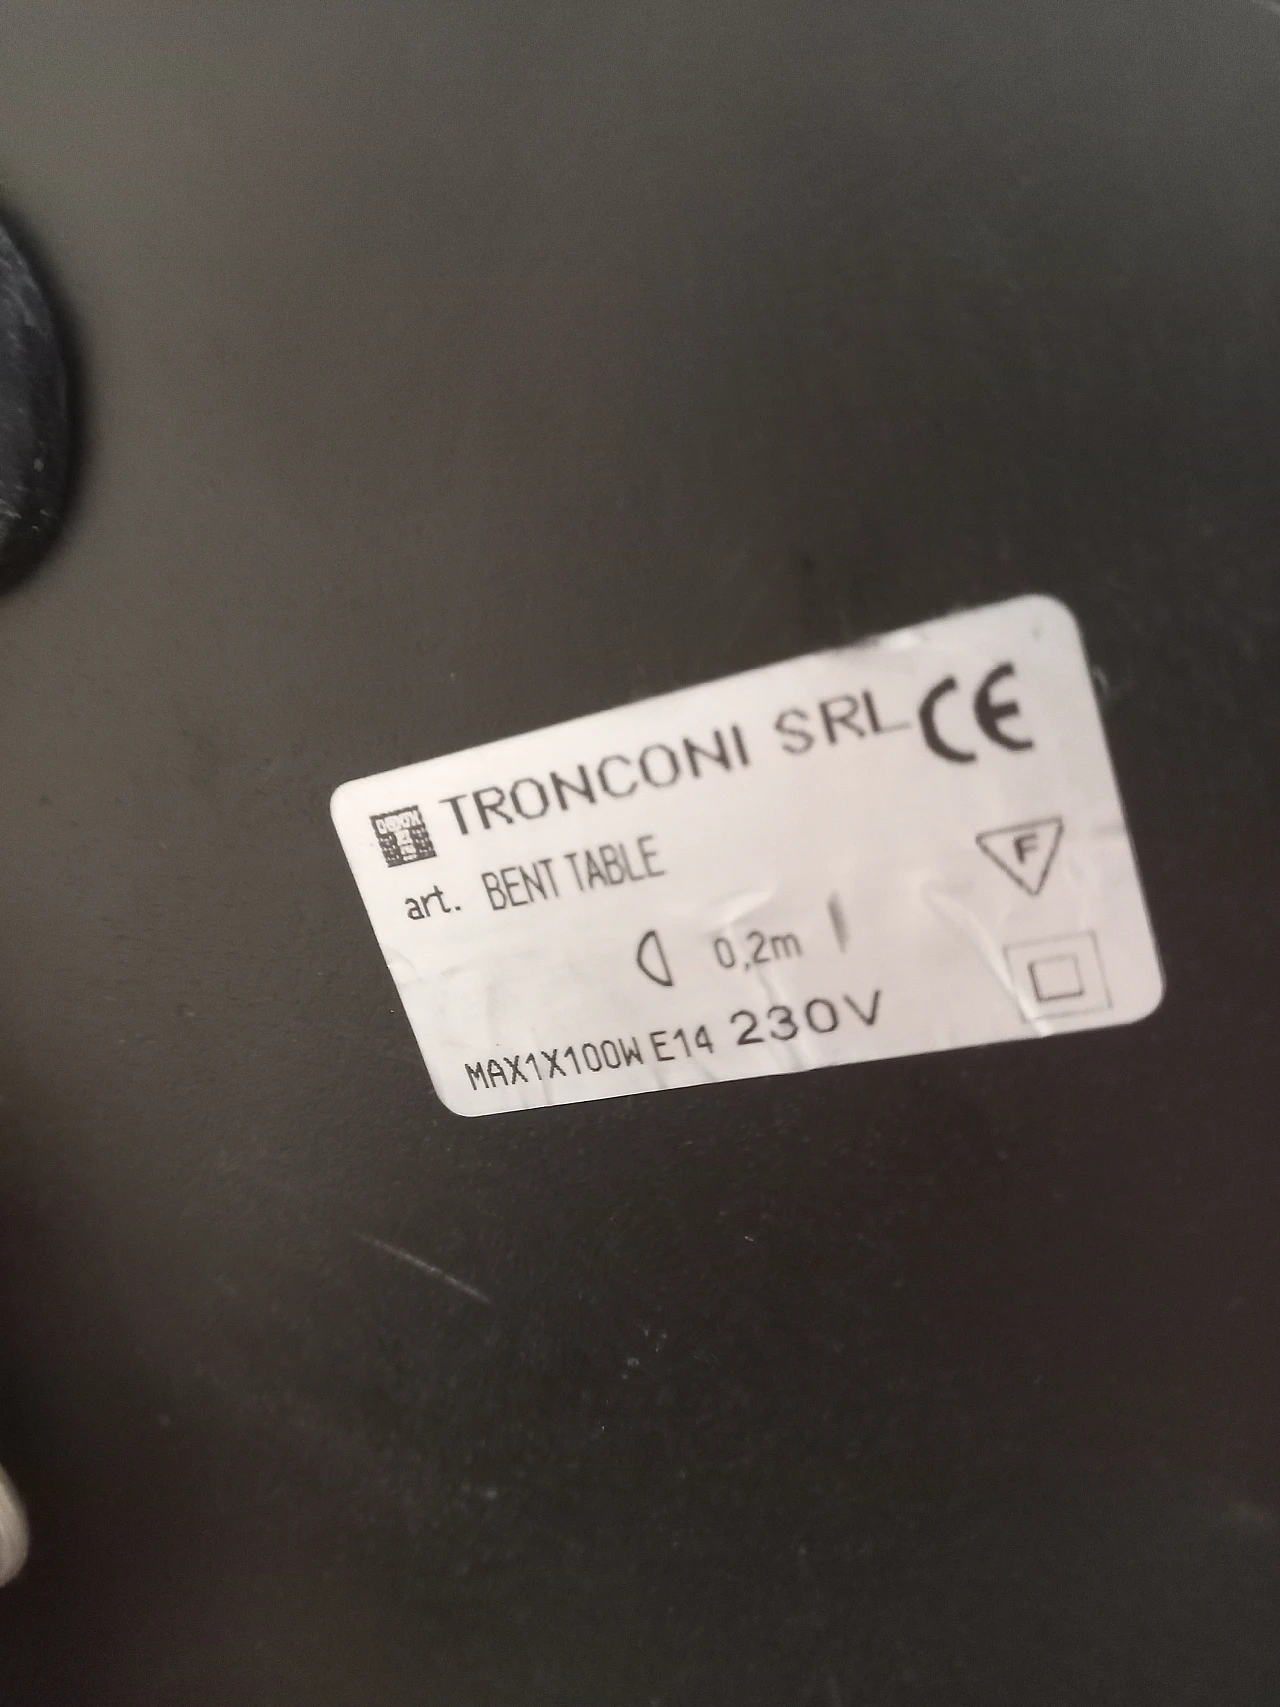 TRONCONI SRL CE
art. BENT TABLE
F
0,2m
MAX1X100W E14 230V